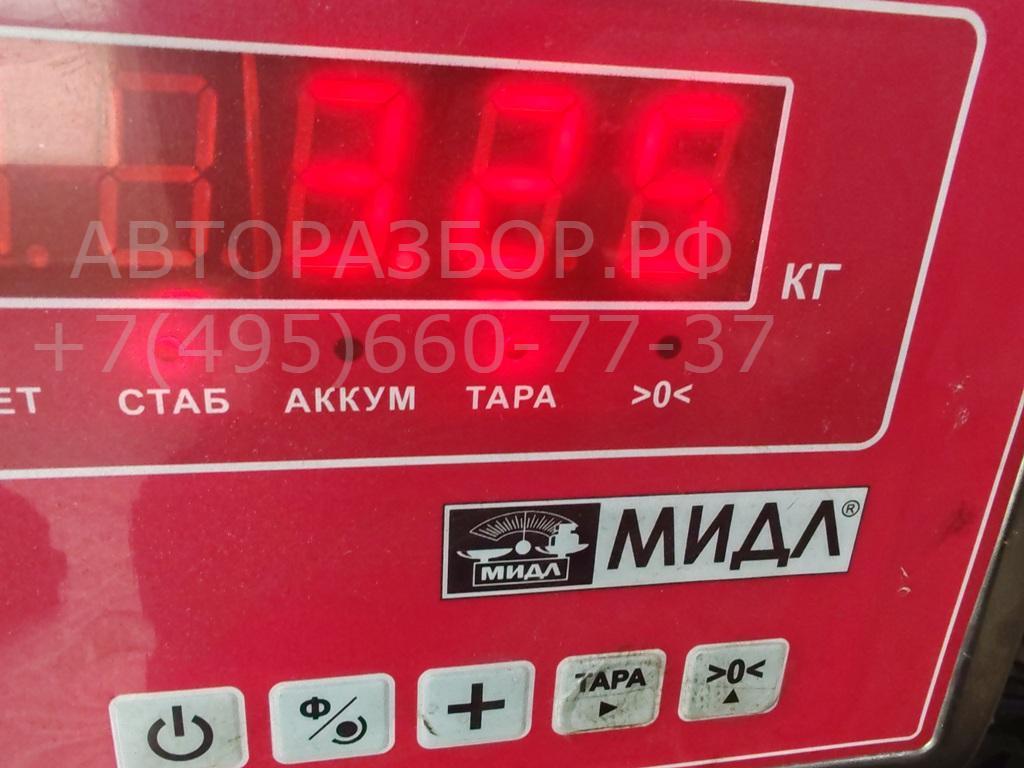 АВТОРАЗБОР.РФ
КГ
+7(495)660-77-37
СТАБ АККУМ ТАРА >0<
МИДЛ МИДЛ®
Ф + ТАРА >0<